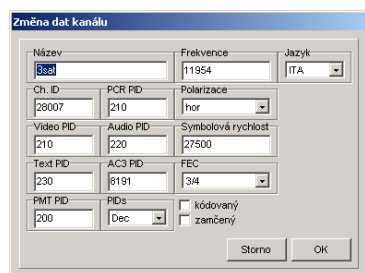 Změna dat kanálu
Název Frekvence Jazyk
3sat 11954 ITA
Ch. ID PCR PID Polarizace
28007 210 hor
Video PID Audio PID Symbolová rychlost
210 220 27500
Text PID AC3 PID FEC
230 8191 3/4
PMT PID PIDs kódovaný
200 Dec zamčený
Storno OK